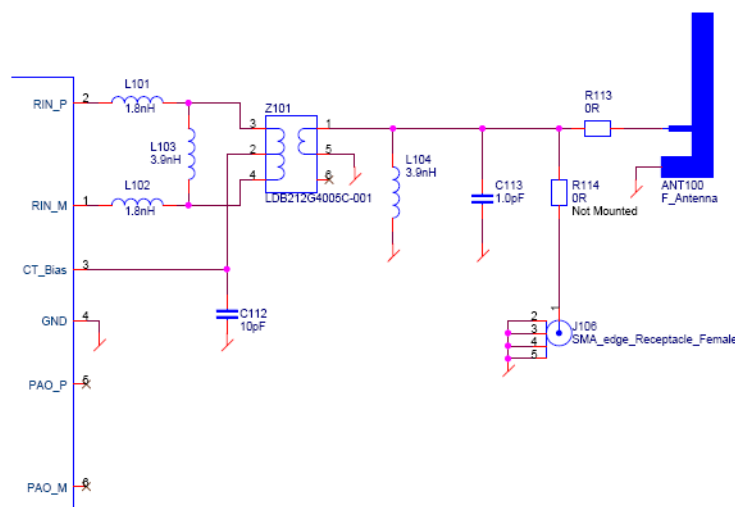 L101
1.8nH
RIN_P
2
L103
3.9nH
Z101
3
1
2
5
4
6
LDB212G4005C-001
L102
1.8nH
RIN_M
1
L104
3.9nH
C113
1.0pF
R113
0R
R114
0R
Not Mounted
ANT100
F_Antenna
CT_Bias
3
C112
10pF
GND
4
1
2
3
4
5
J106
SMA_edge_Receptacle_Female
PAO_P
5
PAO_M
6